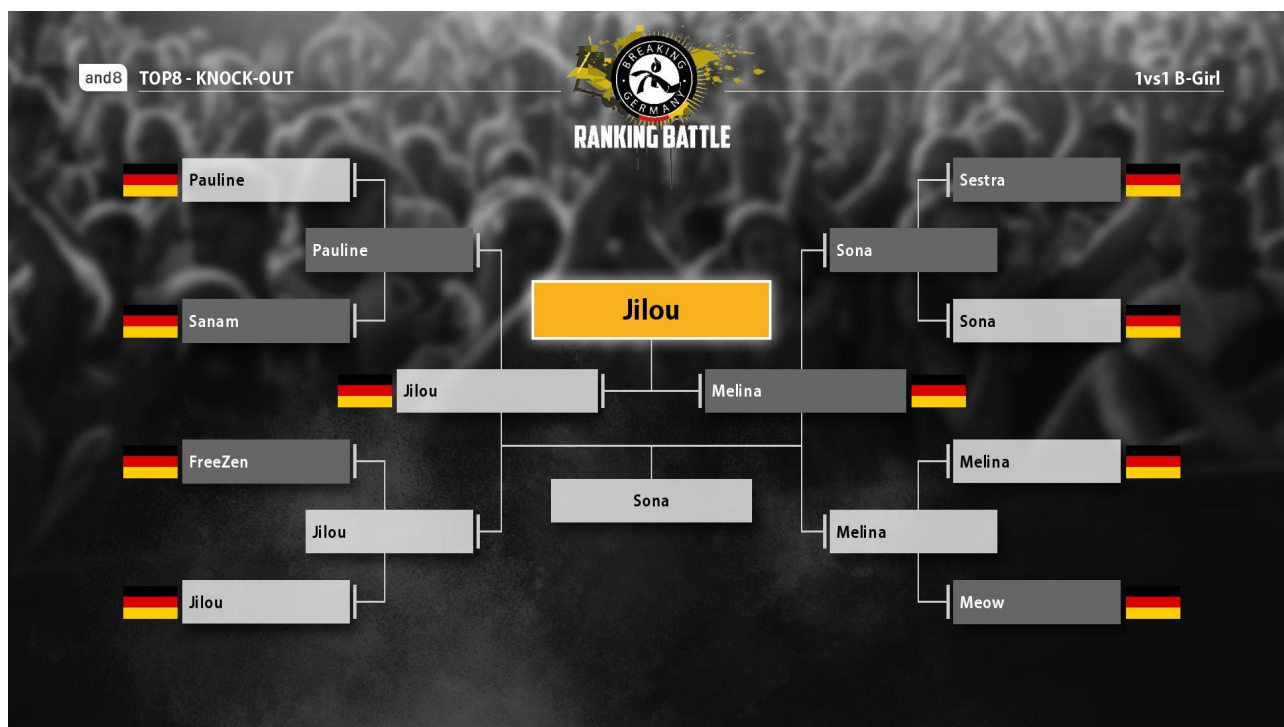 and8 TOP8 - KNOCK-OUT
BREAKING
GERMANY
RANKING BATTLE
1vs1 B-Girl
Pauline
Sestra
Pauline
Sona
Sanam
Jilou
Sona
Jilou
Melina
FreeZen
Melina
Sona
Jilou
Melina
Jilou
Meow